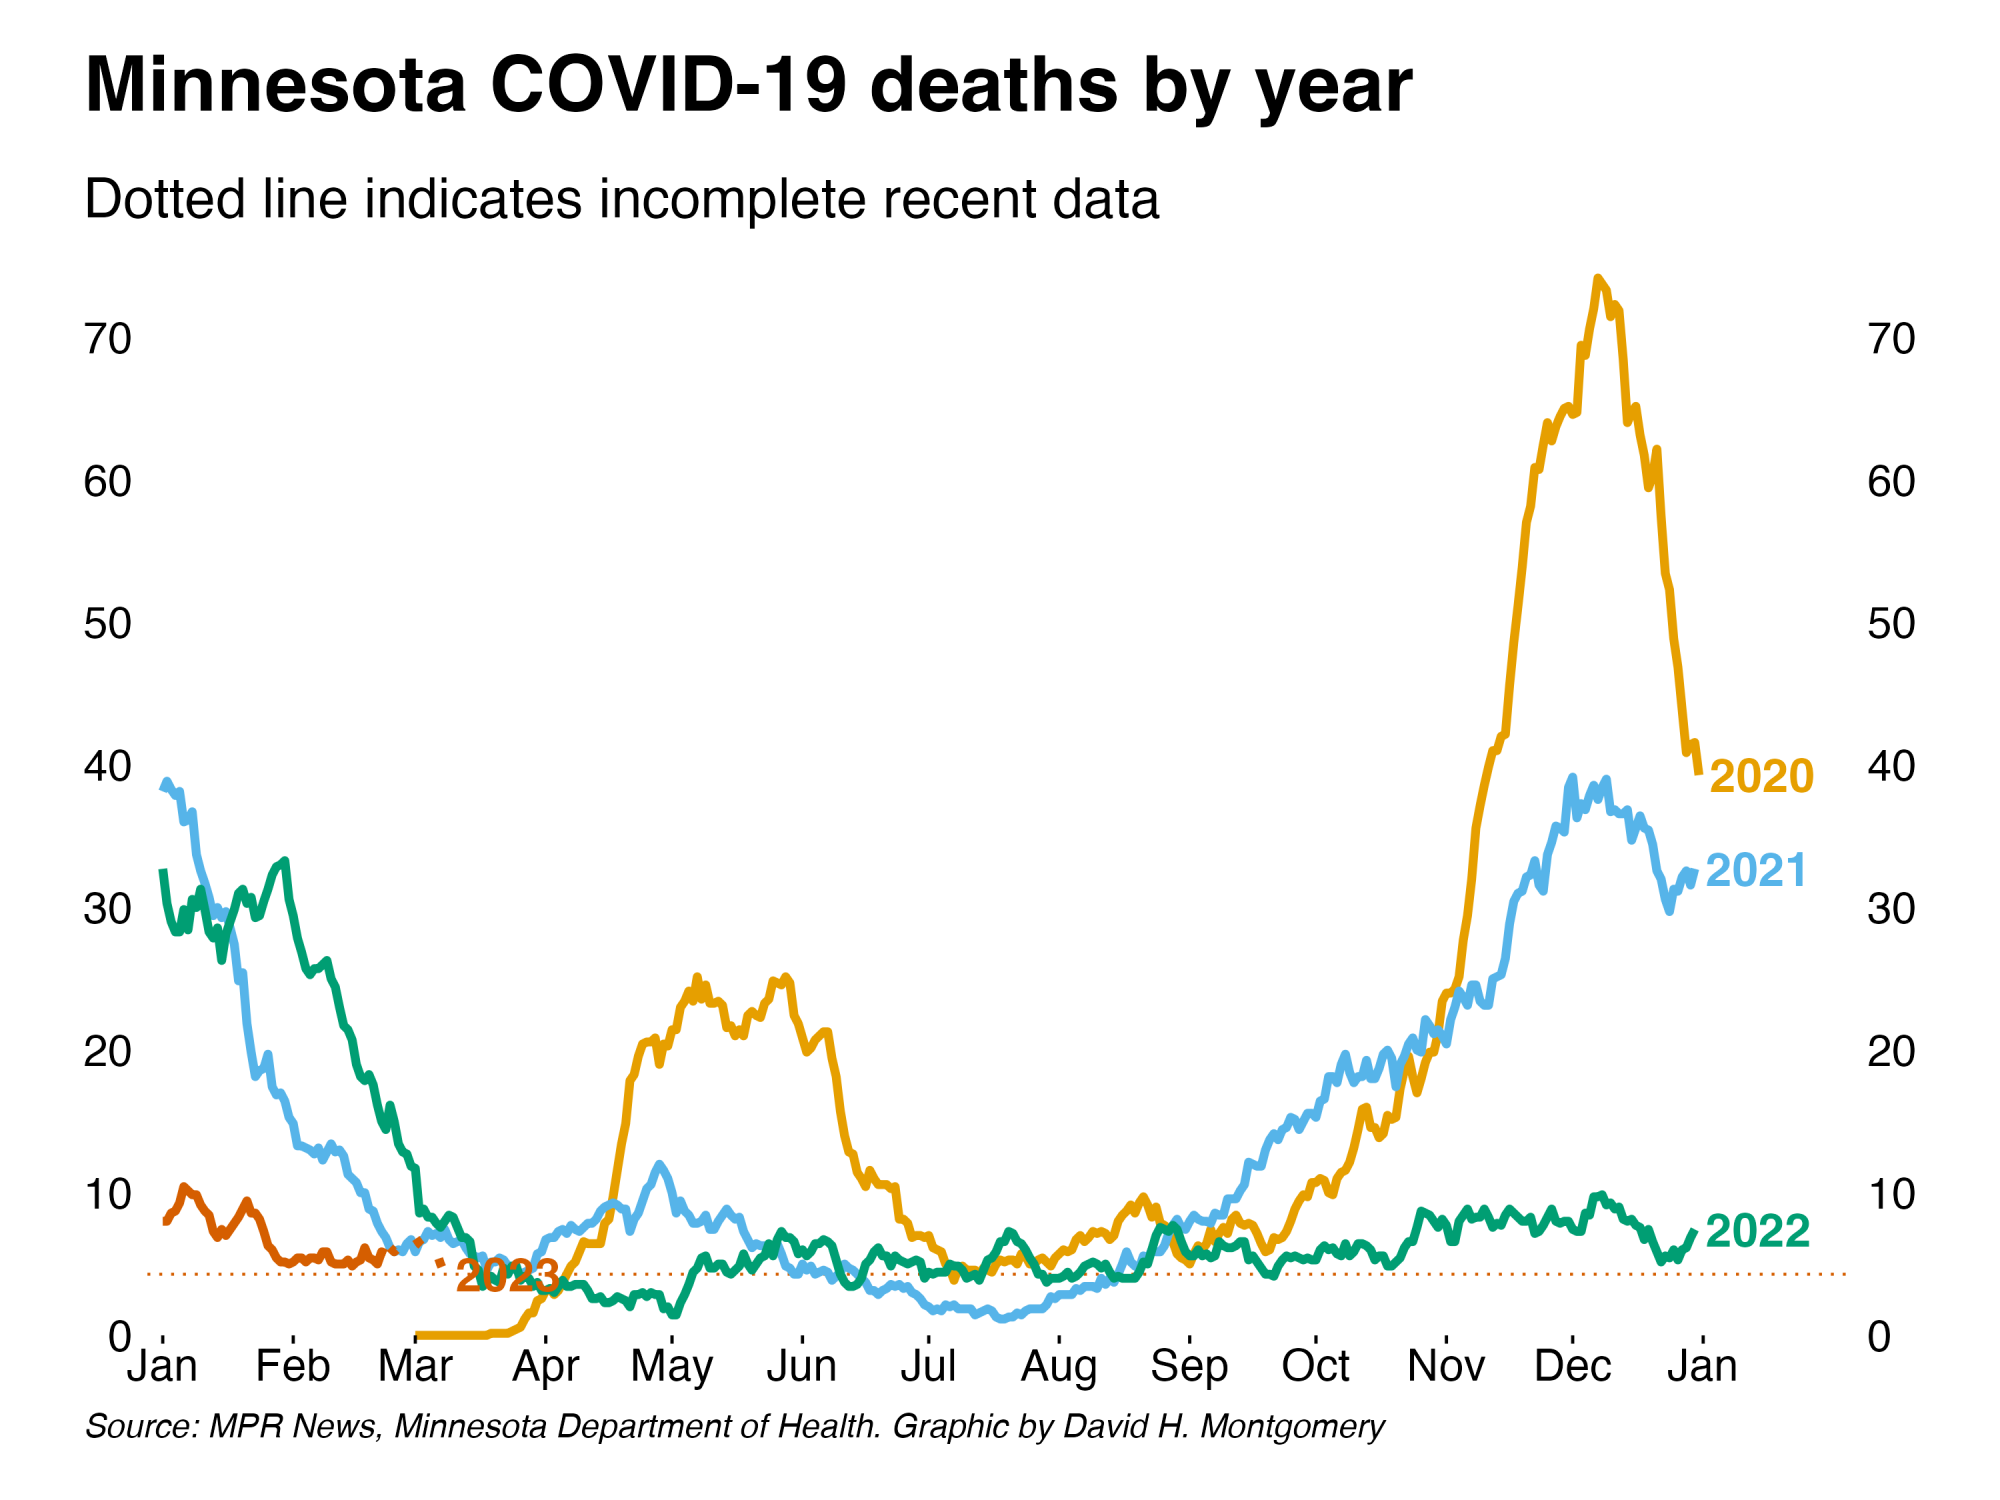 Minnesota COVID-19 deaths by year
Dotted line indicates incomplete recent data
70 70
60 60
50 50
40 2020 40
2021
30 30
20 20
10 10
2022
2023
0 0
Jan Feb Mar Apr May Jun Jul Aug Sep Oct Nov Dec Jan
Source: MPR News, Minnesota Department of Health. Graphic by David H. Montgomery